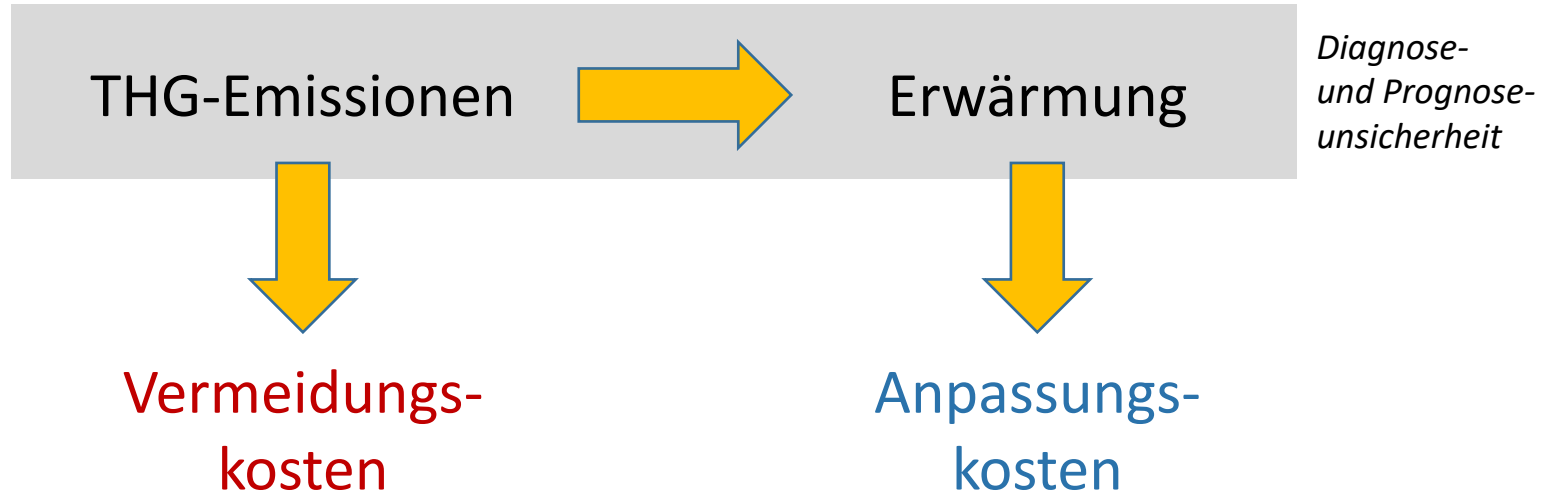 THG-Emissionen
Erwärmung
Diagnose-
und Prognose-
unsicherheit
Vermeidungs-
kosten
Anpassungs-
kosten